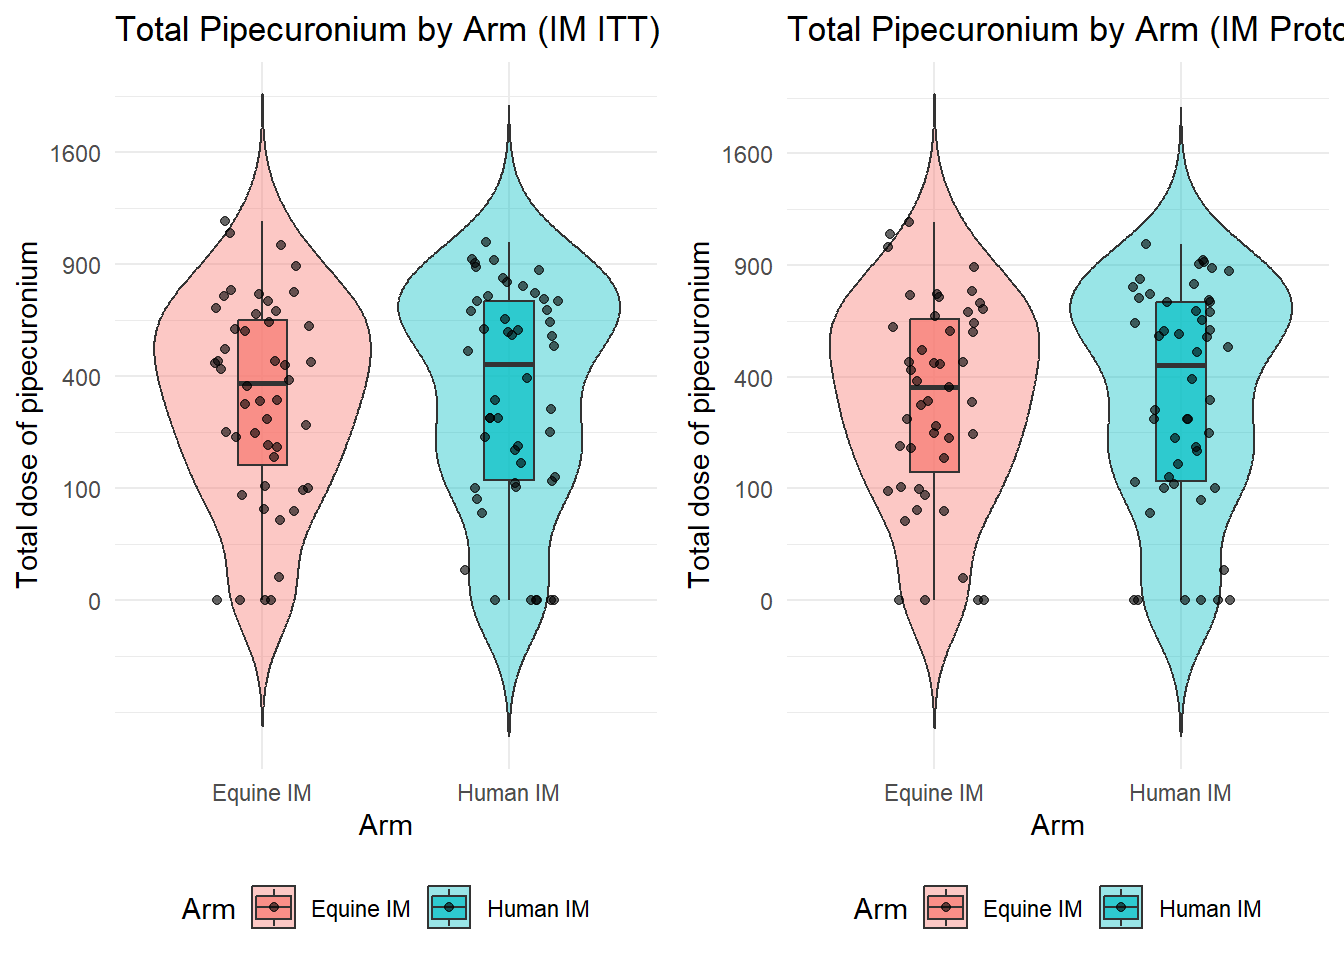 Total Pipecuronium by Arm (IM ITT)
1600
900
400
100
0
Total dose of pipecuronium
Equine IM
Human IM
Arm
Arm
Equine IM
Human IM
Total Pipecuronium by Arm (IM Proto
1600
900
400
100
0
Total dose of pipecuronium
Equine IM
Human IM
Arm
Arm
Equine IM
Human IM